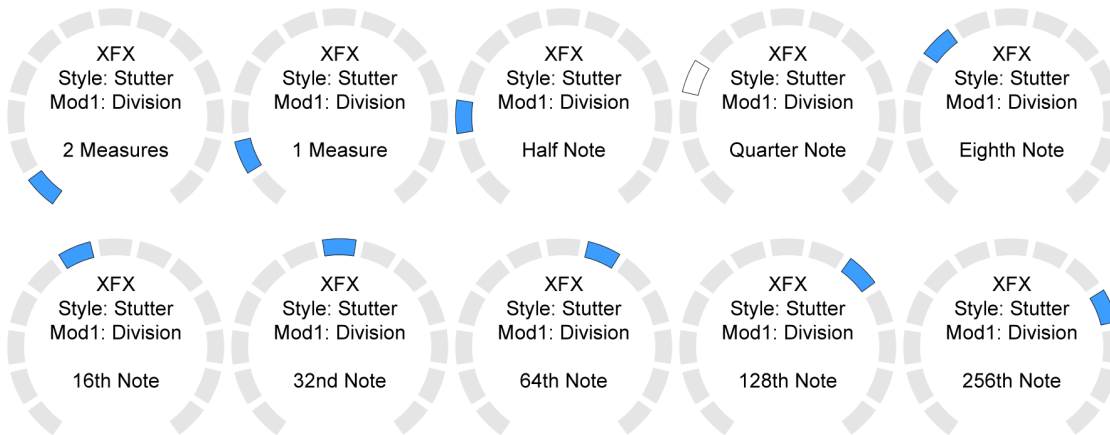 XFX
Style: Stutter
Mod1: Division
2 Measures
XFX
Style: Stutter
Mod1: Division
1 Measure
XFX
Style: Stutter
Mod1: Division
Half Note
XFX
Style: Stutter
Mod1: Division
Quarter Note
XFX
Style: Stutter
Mod1: Division
Eighth Note
XFX
Style: Stutter
Mod1: Division
16th Note
XFX
Style: Stutter
Mod1: Division
32nd Note
XFX
Style: Stutter
Mod1: Division
64th Note
XFX
Style: Stutter
Mod1: Division
128th Note
XFX
Style: Stutter
Mod1: Division
256th Note